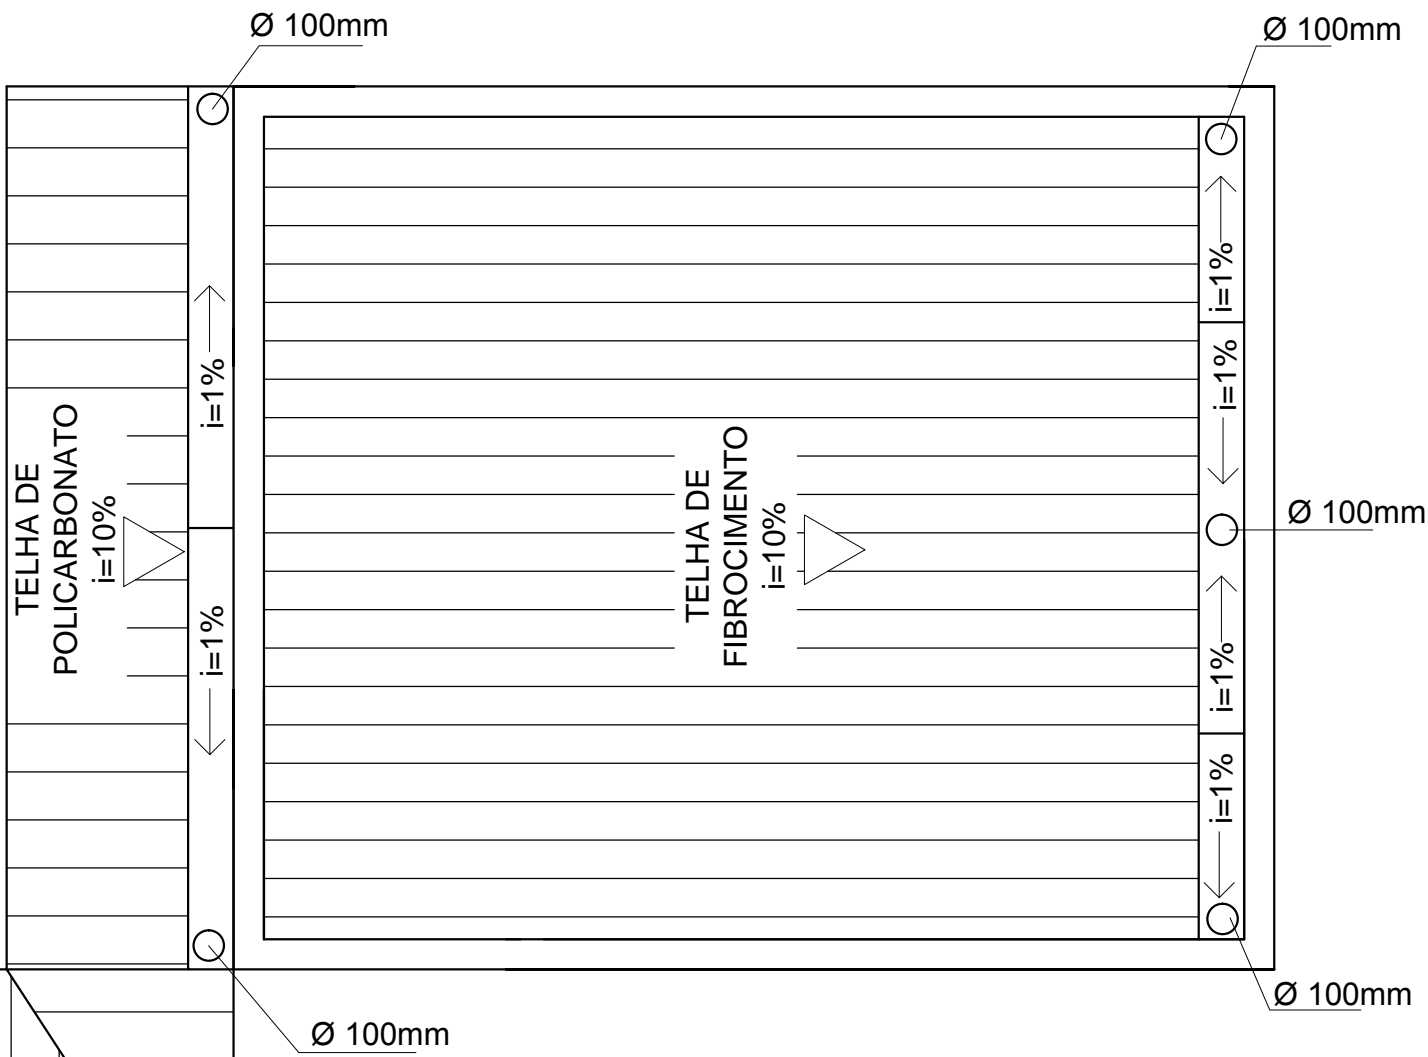 Ø 100mm
Ø 100mm
i=1%
i=1%
i=1%
TELHA DE
POLICARBONATO
i=10%
TELHA DE
FIBROCIMENTO
i=10%
Ø 100mm
i=1%
i=1%
i=1%
Ø 100mm
Ø 100mm